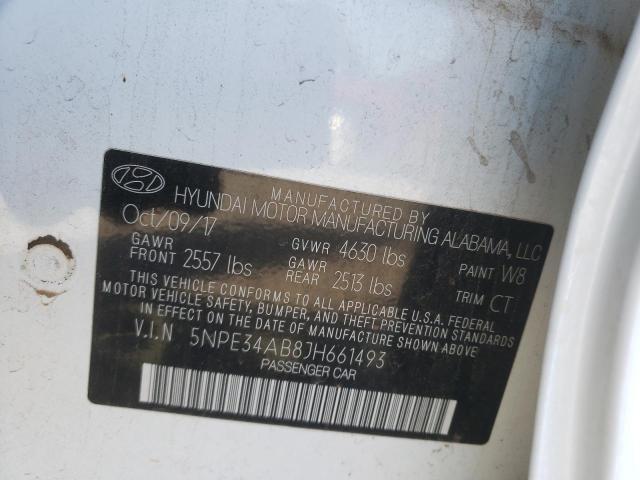 MANUFACTURED BY
HYUNDAI MOTOR MANUFACTURING ALABAMA, LLC
Oct/09/17 GVWR 4630 lbs PAINT W8
GAWR FRONT 2557 lbs GAWR REAR 2513 lbs TRIM CT
THIS VEHICLE CONFORMS TO ALL APPLICABLE U.S.A. FEDERAL
MOTOR VEHICLE SAFETY, BUMPER, AND THEFT PREVENTION STANDARDS
IN EFFECT ON THE DATE OF MANUFACTURE SHOWN ABOVE.
V.I.N 5NPE34AB8JH661493
PASSENGER CAR